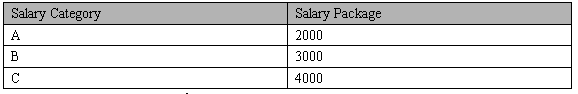 Salary Category Salary Package
A 2000
B 3000
C 4000